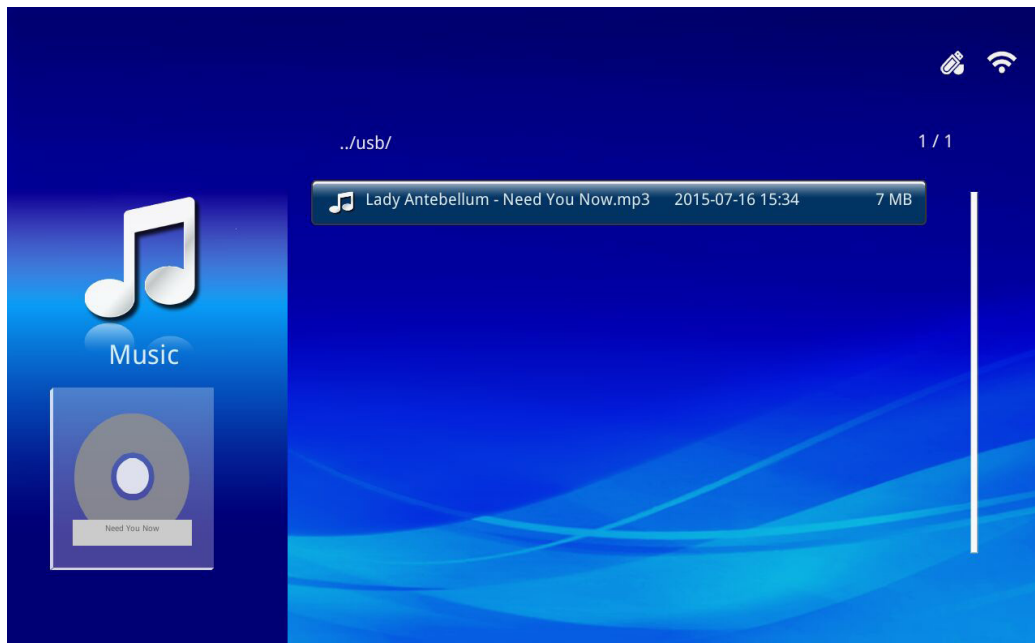 ../usb/
1 / 1
Lady Antebellum - Need You Now.mp3 2015-07-16 15:34 7 MB
Music
Need You Now